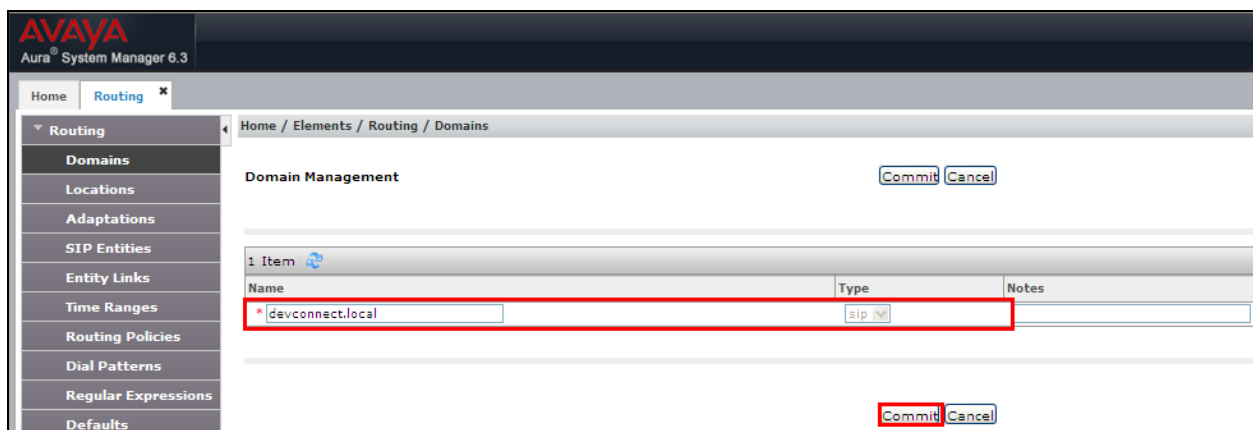 AVAYA
Aura® System Manager 6.3
Home Routing ×
Routing
Domains
Locations
Adaptations
SIP Entities
Entity Links
Time Ranges
Routing Policies
Dial Patterns
Regular Expressions
Defaults
Home / Elements / Routing / Domains
Domain Management Commit Cancel
1 Item
Name Type Notes
* devconnect.local sip
Commit Cancel